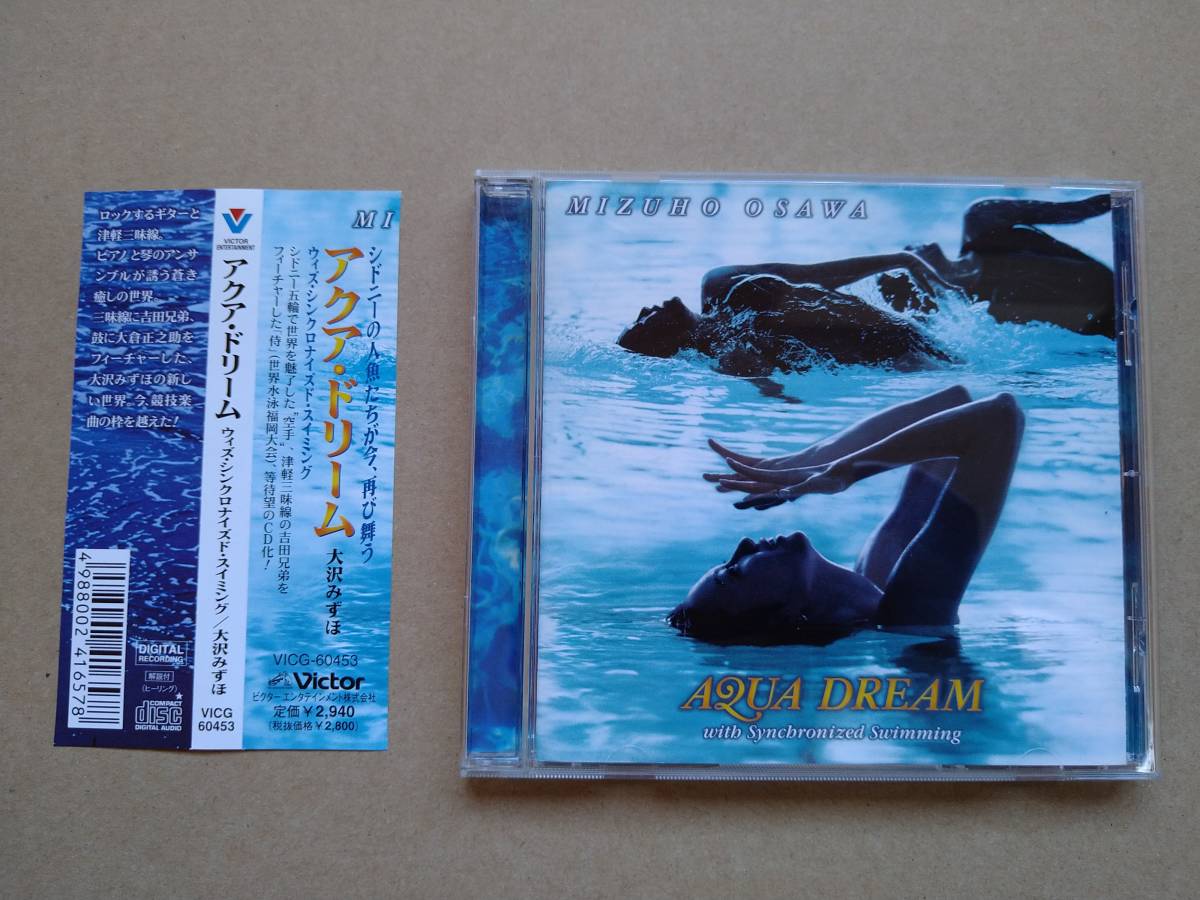 ロックするギターと
津軽三味線。
ピアノと琴のアンサ
ンブルが誘う蒼き
癒しの世界。
三味線に吉田兄弟、
鼓に大倉正之助を
フィーチャーした、
大沢みずほの新し
い世界。今、競技楽
曲の枠を越えた!
4 988002 416578
DIGITAL
RECORDING
解説付
(ヒーリング)
★
COMPACT
disc
DIGITAL AUDIO
VICTOR
ENTERTAINMENT
アクア・ドリーム ウィズ・シンクロナイズド・スイミング/大沢みずほ
VICG
60453
MI
シドニーの人魚たちが今、再び舞う
アクア・ドリーム 大沢みずほ
ウィズ・シンクロナイズド・スイミング
シドニー五輪で世界を魅了した“空手”、津軽三味線の吉田兄弟を
フィーチャーした「侍」(世界水泳福岡大会)、等待望のCD化!
VICG-60453
Victor
ビクターエンタテインメント株式会社
定価¥2,940
(税抜価格¥2,800)
MIZUHO OSAWA
AQUA DREAM
with Synchronized Swimming